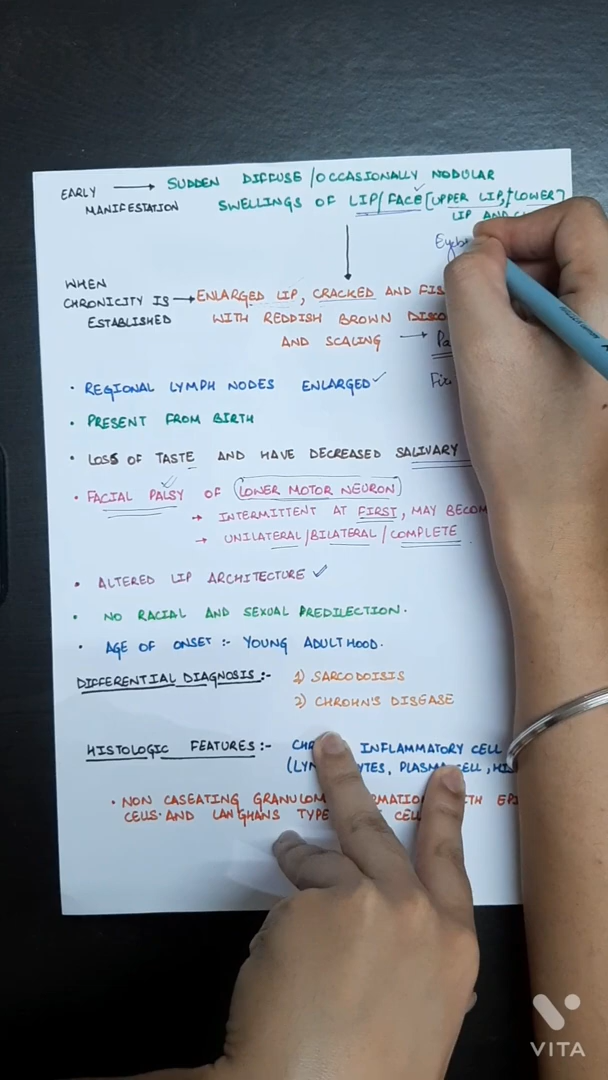 EARLY → SUDDEN DIFFUSE / OCCASIONALLY NODULAR
MANIFESTATION SWELLINGS OF LIP/FACE [UPPER LIP, LOWER]
LIP AND
WHEN
CHRONICITY IS → ENLARGED LIP, CRACKED AND
ESTABLISHED WITH REDDISH BROWN
AND SCALING →
• REGIONAL LYMPH NODES ENLARGED ✓
• PRESENT FROM BIRTH
• LOSS OF TASTE AND HAVE DECREASED SALIVARY
• FACIAL PALSY OF (LOWER MOTOR NEURON)
→ INTERMITTENT AT FIRST, MAY
→ UNILATERAL/BILATERAL/COMPLETE
• ALTERED LIP ARCHITECTURE ✓
• NO RACIAL AND SEXUAL PREDILECTION.
• AGE OF ONSET :- YOUNG ADULTHOOD.
DIFFERENTIAL DIAGNOSIS :- 1) SARCODOISIS
2) CHROHN'S DISEASE
HISTOLOGIC FEATURES :- INFLAMMATORY CELL
PLASMA CELL,
• NON CASEATING
CELLS AND LANGHANS TYPE
VITA